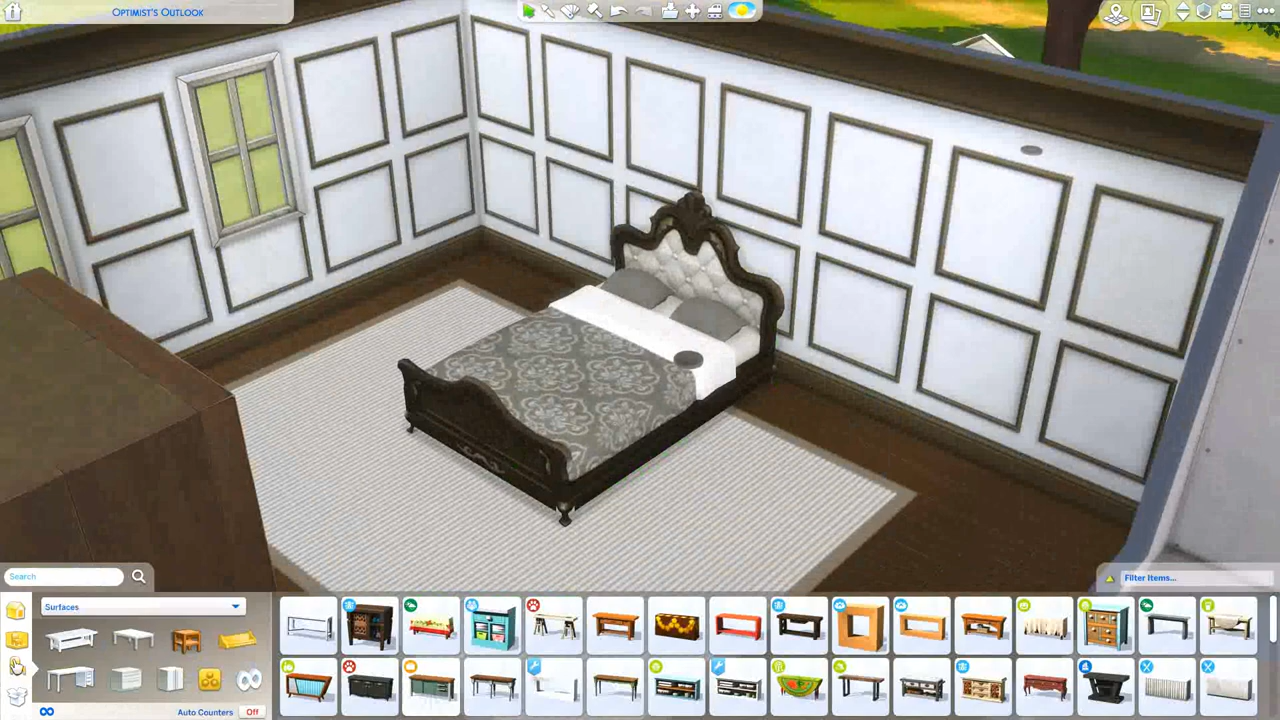 Optimist's Outlook
Search
Filter Items...
Surfaces
Auto Counters
Off